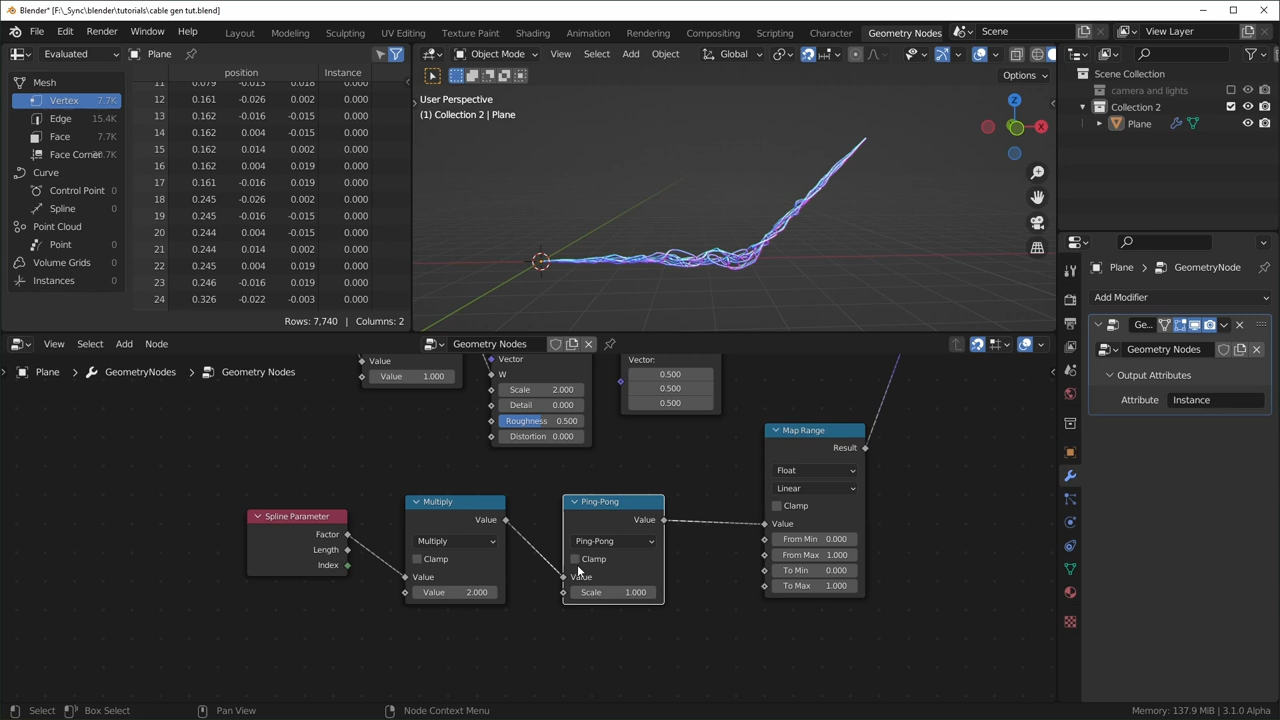 Blender* [F:\_Sync\blender\tutorials\cable gen tut.blend]
File Edit Render Window Help Layout Modeling Sculpting UV Editing Texture Paint Shading Animation Rendering Compositing Scripting Character Geometry Nodes Scene View Layer
Evaluated Plane
Object Mode View Select Add Object Global
position Instance
Options
Mesh
Vertex 7.7K
Edge 15.4K
Face 7.7K
Face Corner
Curve
Control Point 0
Spline 0
Point Cloud
Point 0
Volume Grids 0
Instances 0
11 0.079 -0.013 0.018 0.000
12 0.161 -0.026 0.002 0.000
13 0.162 -0.016 -0.015 0.000
14 0.162 0.004 -0.015 0.000
15 0.162 0.014 0.002 0.000
16 0.162 0.004 0.019 0.000
17 0.161 -0.016 0.019 0.000
18 0.245 -0.026 0.002 0.000
19 0.245 -0.016 -0.015 0.000
20 0.244 0.004 -0.015 0.000
21 0.244 0.014 0.002 0.000
22 0.245 0.004 0.019 0.000
23 0.246 -0.016 0.019 0.000
24 0.326 -0.022 -0.003 0.000
Rows: 7,740 | Columns: 2
User Perspective
(1) Collection 2 | Plane
Z
X
Scene Collection
camera and lights
Collection 2
Plane
Plane GeometryNode
Add Modifier
Ge..
Geometry Nodes
Output Attributes
Attribute Instance
View Select Add Node Geometry Nodes
Plane GeometryNodes Geometry Nodes
Value
Value 1.000
Vector
W
Scale 2.000
Detail 0.000
Roughness 0.500
Distortion 0.000
Vector:
0.500
0.500
0.500
Map Range
Result
Float
Linear
Clamp
Value
From Min 0.000
From Max 1.000
To Min 0.000
To Max 1.000
Spline Parameter
Factor
Length
Index
Multiply
Value
Multiply
Clamp
Value
Value 2.000
Ping-Pong
Value
Ping-Pong
Clamp
Value
Scale 1.000
Select Box Select Pan View Node Context Menu Memory: 137.9 MiB | 3.1.0 Alpha